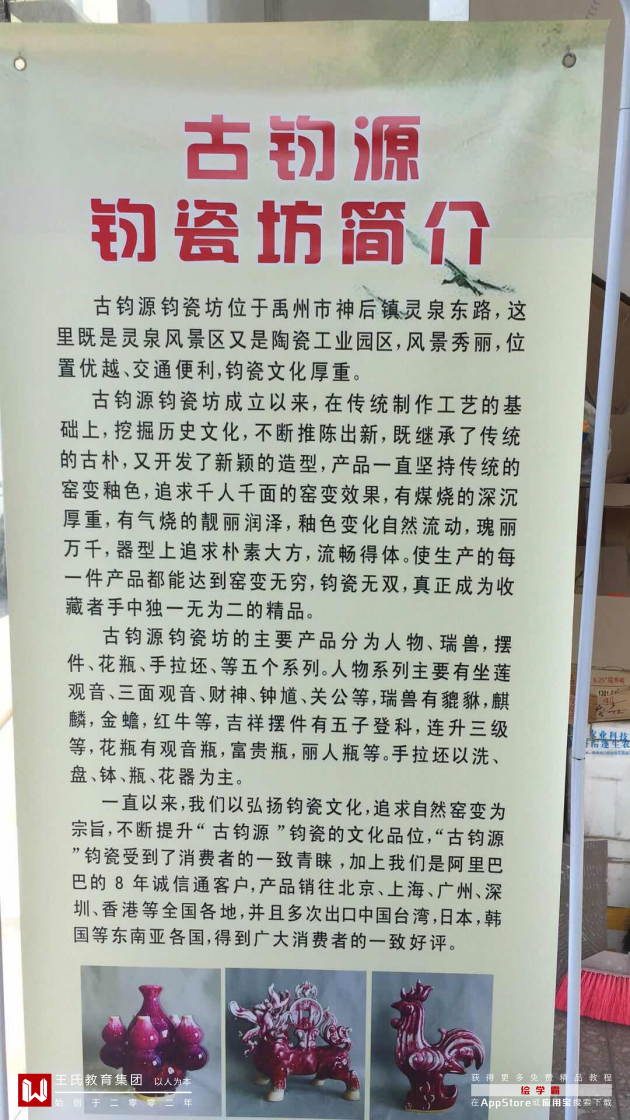 古钧源
钧瓷坊简介
古钧源钧瓷坊位于禹州市神后镇灵泉东路,这
里既是灵泉风景区又是陶瓷工业园区,风景秀丽,位
置优越、交通便利,钧瓷文化厚重。
古钧源钧瓷坊成立以来,在传统制作工艺的基
础上,挖掘历史文化,不断推陈出新,既继承了传统
的古朴,又开发了新颖的造型,产品一直坚持传统的
窑变釉色,追求千人千面的窑变效果,有煤烧的深沉
厚重,有气烧的靓丽润泽,釉色变化自然流动,瑰丽
万千,器型上追求朴素大方,流畅得体。使生产的每
一件产品都能达到窑变无穷,钧瓷无双,真正成为收
藏者手中独一无为二的精品。
古钧源钧瓷坊的主要产品分为人物、瑞兽,摆
件、花瓶、手拉坯、等五个系列。人物系列主要有坐莲
观音、三面观音、财神、钟馗、关公等,瑞兽有貔貅,麒
麟,金蟾,红牛等,吉祥摆件有五子登科,连升三级
等,花瓶有观音瓶,富贵瓶,丽人瓶等。手拉坯以洗、
盘、钵、瓶、花器为主。
一直以来,我们以弘扬钧瓷文化,追求自然窑变为
宗旨,不断提升“古钧源”钧瓷的文化品位,“古钧源
”钧瓷受到了消费者的一致青睐,加上我们是阿里巴
巴的 8 年诚信通客户,产品销往北京、上海、广州、深
圳、香港等全国各地,并且多次出口中国台湾,日本,韩
国等东南亚各国,得到广大消费者的一致好评。
王氏教育集团 以人为本
始创于二零零二年
获得更多免费精品教程
绘学霸
在AppStore或应用宝搜索下载